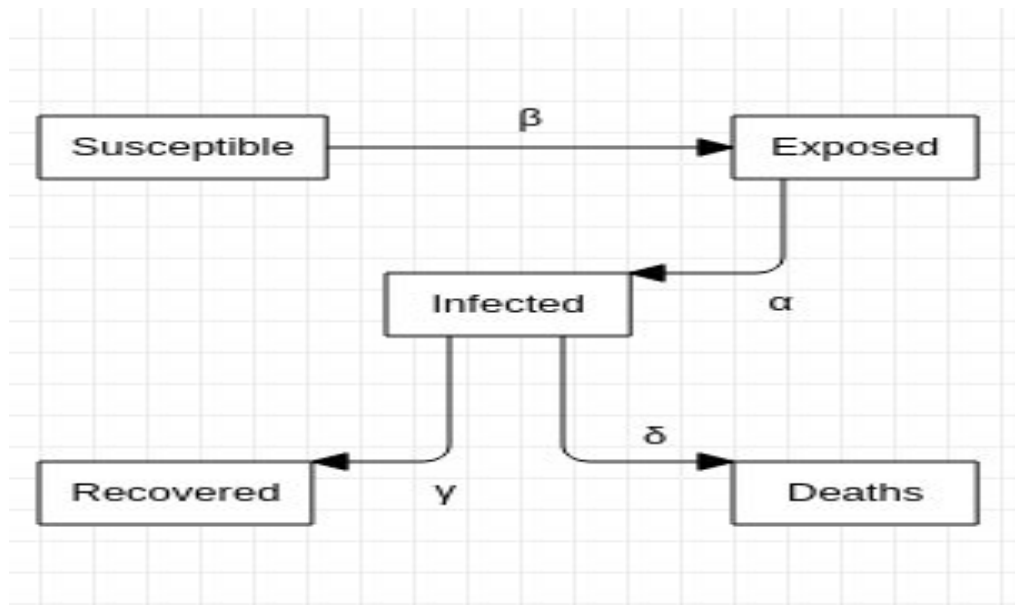 β
Susceptible
Exposed
Infected
α
δ
γ
Recovered
Deaths